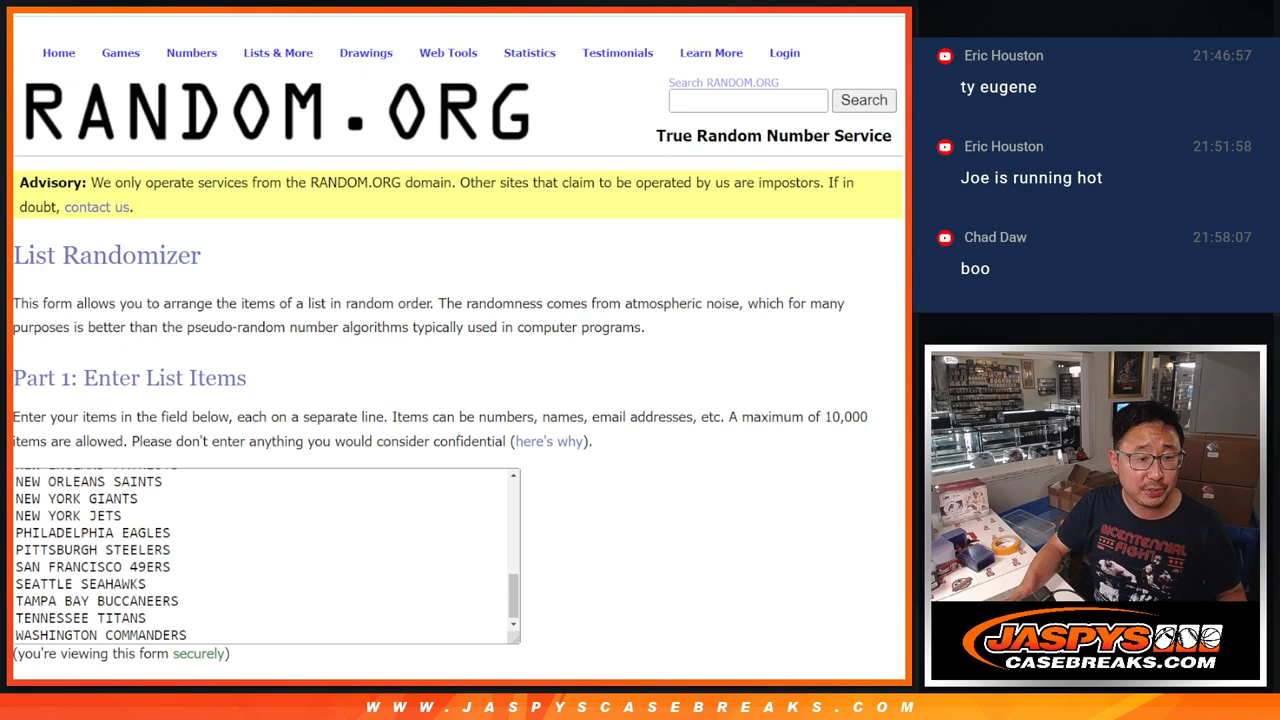 Home Games Numbers Lists & More Drawings Web Tools Statistics Testimonials Learn More Login
RANDOM.ORG
Search RANDOM.ORG
Search
True Random Number Service
Advisory: We only operate services from the RANDOM.ORG domain. Other sites that claim to be operated by us are impostors. If in
doubt, contact us.
List Randomizer
This form allows you to arrange the items of a list in random order. The randomness comes from atmospheric noise, which for many
purposes is better than the pseudo-random number algorithms typically used in computer programs.
Part 1: Enter List Items
Enter your items in the field below, each on a separate line. Items can be numbers, names, email addresses, etc. A maximum of 10,000
items are allowed. Please don't enter anything you would consider confidential (here's why).
NEW ORLEANS SAINTS
NEW YORK GIANTS
NEW YORK JETS
PHILADELPHIA EAGLES
PITTSBURGH STEELERS
SAN FRANCISCO 49ERS
SEATTLE SEAHAWKS
TAMPA BAY BUCCANEERS
TENNESSEE TITANS
WASHINGTON COMMANDERS
(you're viewing this form securely)
Eric Houston 21:46:57
ty eugene
Eric Houston 21:51:58
Joe is running hot
Chad Daw 21:58:07
boo
BICENTENNIAL
FIGHT
JASPYS
CASEBREAKS.COM
WWW.JASPYSCASEBREAKS.COM